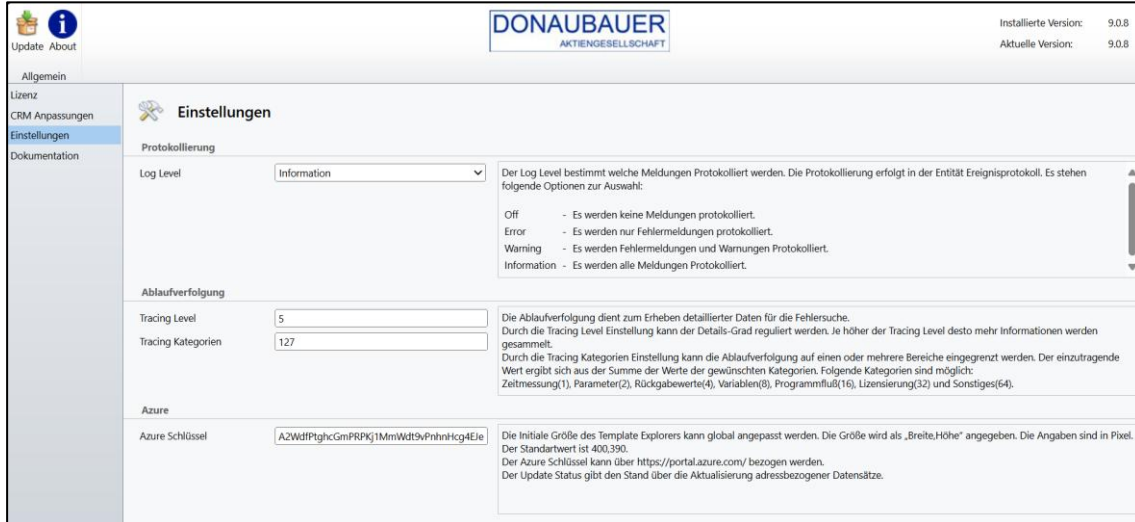 Update About
Allgemein
DONAUBAUER
AKTIENGESELLSCHAFT
Installierte Version: 9.0.8
Aktuelle Version: 9.0.8
Lizenz
CRM Anpassungen
Einstellungen
Dokumentation
Einstellungen
Protokollierung
Log Level Information
Der Log Level bestimmt welche Meldungen Protokolliert werden. Die Protokollierung erfolgt in der Entität Ereignisprotokoll. Es stehen
folgende Optionen zur Auswahl:
Off - Es werden keine Meldungen protokolliert.
Error - Es werden nur Fehlermeldungen protokolliert.
Warning - Es werden Fehlermeldungen und Warnungen Protokolliert.
Information - Es werden alle Meldungen Protokolliert.
Ablaufverfolgung
Tracing Level 5
Tracing Kategorien 127
Die Ablaufverfolgung dient zum Erheben detaillierter Daten für die Fehlersuche.
Durch die Tracing Level Einstellung kann der Details-Grad reguliert werden. Je höher der Tracing Level desto mehr Informationen werden
gesammelt.
Durch die Tracing Kategorien Einstellung kann die Ablaufverfolgung auf einen oder mehrere Bereiche eingegrenzt werden. Der einzutragende
Wert ergibt sich aus der Summe der Werte der gewünschten Kategorien. Folgende Kategorien sind möglich:
Zeitmessung(1), Parameter(2), Rückgabewerte(4), Variablen(8), Programmfluß(16), Lizensierung(32) und Sonstiges(64).
Azure
Azure Schlüssel A2WdfPtghcGmPRPKj1MmWdt9vPnhnHcg4EJe
Die Initiale Größe des Template Explorers kann global angepasst werden. Die Größe wird als „Breite,Höhe“ angegeben. Die Angaben sind in Pixel.
Der Standartwert ist 400,390.
Der Azure Schlüssel kann über https://portal.azure.com/ bezogen werden.
Der Update Status gibt den Stand über die Aktualisierung adressbezogener Datensätze.